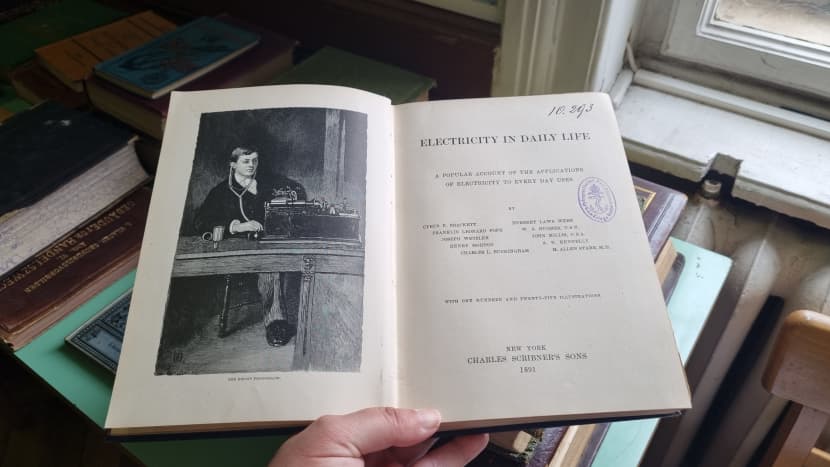 10.293
ELECTRICITY IN DAILY LIFE
A POPULAR ACCOUNT OF THE APPLICATIONS
OF ELECTRICITY TO EVERY DAY USES
BY
CYRUS F. BRACKETT
FRANKLIN LEONARD POPE
JOSEPH WETZLER
HENRY MORTON
CHARLES L. BUCKINGHAM
HERBERT LAWS WEBB
W. S. HUGHES, U.S.N.
JOHN MILLIS, U.S.A.
A. E. KENNELLY
M. ALLEN STARR, M.D.
WITH ONE HUNDRED AND TWENTY-FIVE ILLUSTRATIONS
NEW YORK
CHARLES SCRIBNER'S SONS
1891